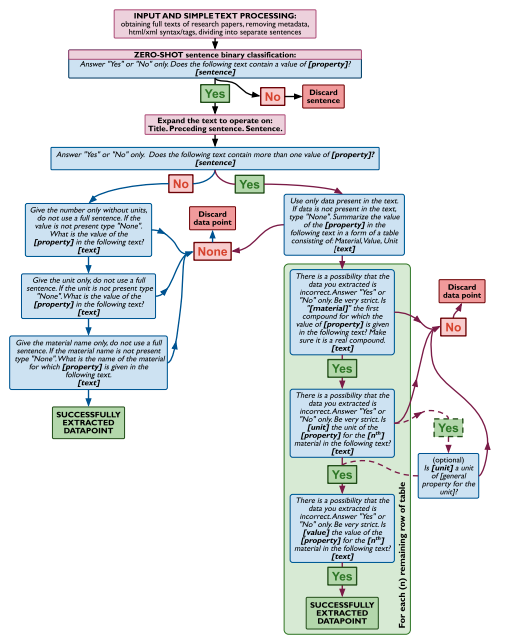 INPUT AND SIMPLE TEXT PROCESSING:
obtaining full texts of research papers, removing metadata,
html/xml syntax/tags, dividing into separate sentences
ZERO-SHOT sentence binary classification:
Answer "Yes" or "No" only. Does the following text contain a value of [property]?
[sentence]
Yes
No
Discard
sentence
Expand the text to operate on:
Title. Preceding sentence. Sentence.
Answer "Yes" or "No" only. Does the following text contain more than one value of [property]?
[sentence]
No
Yes
Give the number only without units,
do not use a full sentence. If the
value is not present type "None".
What is the value of the
[property] in the following text?
[text]
Discard
data point
None
Use only data present in the text.
If data is not present in the text,
type "None". Summarize the value
of the [property] in the
following text in a form of a table
consisting of: Material, Value, Unit
[text]
Give the unit only, do not use a full
sentence. If the unit is not present type
"None". What is the value of the
[property] in the following text?
[text]
Give the material name only, do not use a full
sentence. If the material name is not present
type "None". What is the name of the material
for which [property] is given in the
following text.
[text]
SUCCESSFULLY
EXTRACTED
DATAPOINT
There is a possibility that the
data you extracted is
incorrect. Answer "Yes" or
"No" only. Be very strict. Is
"[material]" the first
compound for which the
value of [property] is given
in the following text? Make
sure it is a real compound.
[text]
Discard
data point
No
Yes
There is a possibility that the
data you extracted is
incorrect. Answer "Yes" or
"No" only. Be very strict. Is
[unit] the unit of the
[property] for the [nth]
material in the following text?
[text]
Yes
(optional)
Is [unit] a unit
of [general
property for the
unit]?
Yes
There is a possibility that the
data you extracted is
incorrect. Answer "Yes" or
"No" only. Be very strict. Is
[value] the value of the
[property] for the [nth]
material in the following text?
[text]
Yes
SUCCESSFULLY
EXTRACTED
DATAPOINT
For each (n) remaining row of table